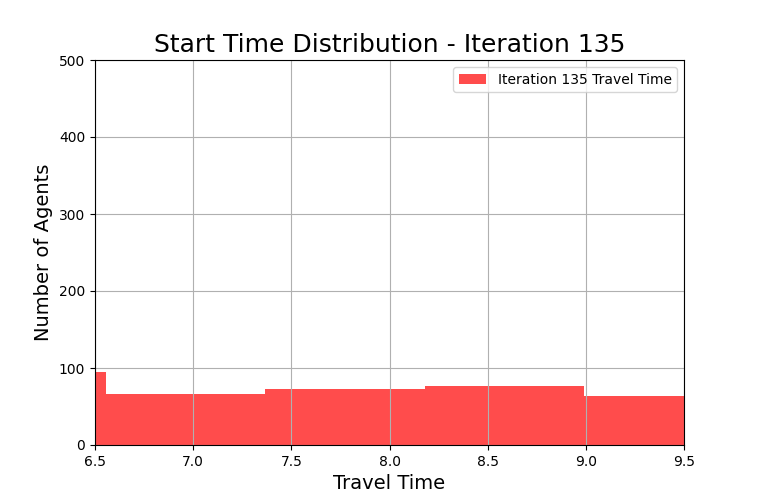 Start Time Distribution - Iteration 135
500
400
300
200
100
0
Number of Agents
Iteration 135 Travel Time
6.5 7.0 7.5 8.0 8.5 9.0 9.5
Travel Time